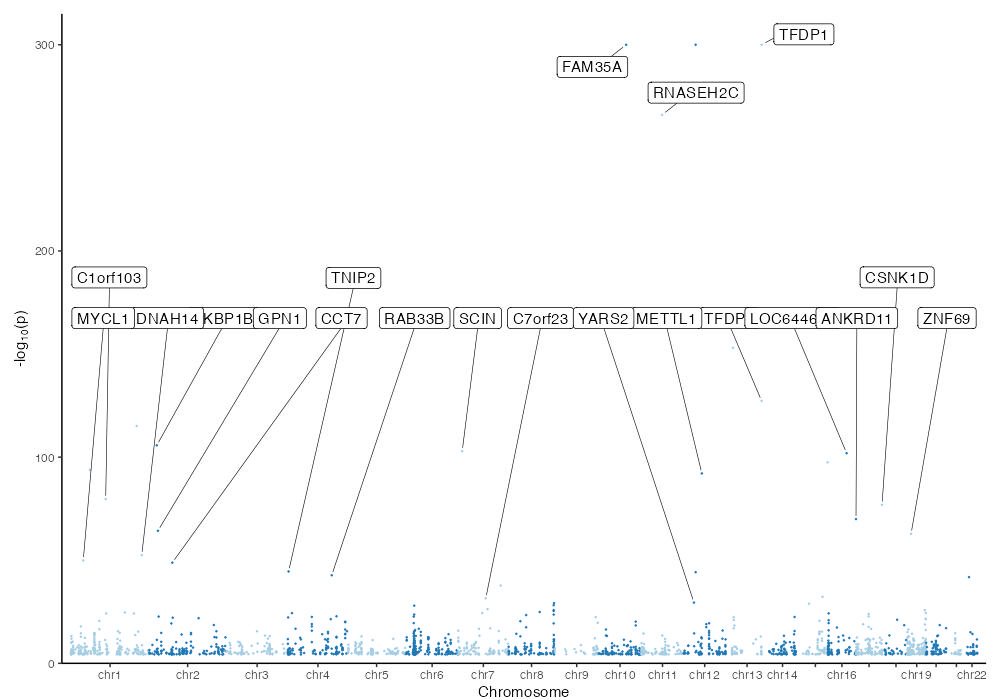 300
TFDP1
FAM35A
RNASEH2C
200
C1orf103
TNIP2
CSNK1D
MYCL1 DNAH14 KBP1B GPN1 CCT7 RAB33B SCIN C7orf23 YARS2 METTL1 TFDP LOC6446 ANKRD11 ZNF69
-log10(p)
100
0
chr1 chr2 chr3 chr4 chr5 chr6 chr7 chr8 chr9 chr10 chr11 chr12 chr13 chr14 chr16 chr19 chr22
Chromosome